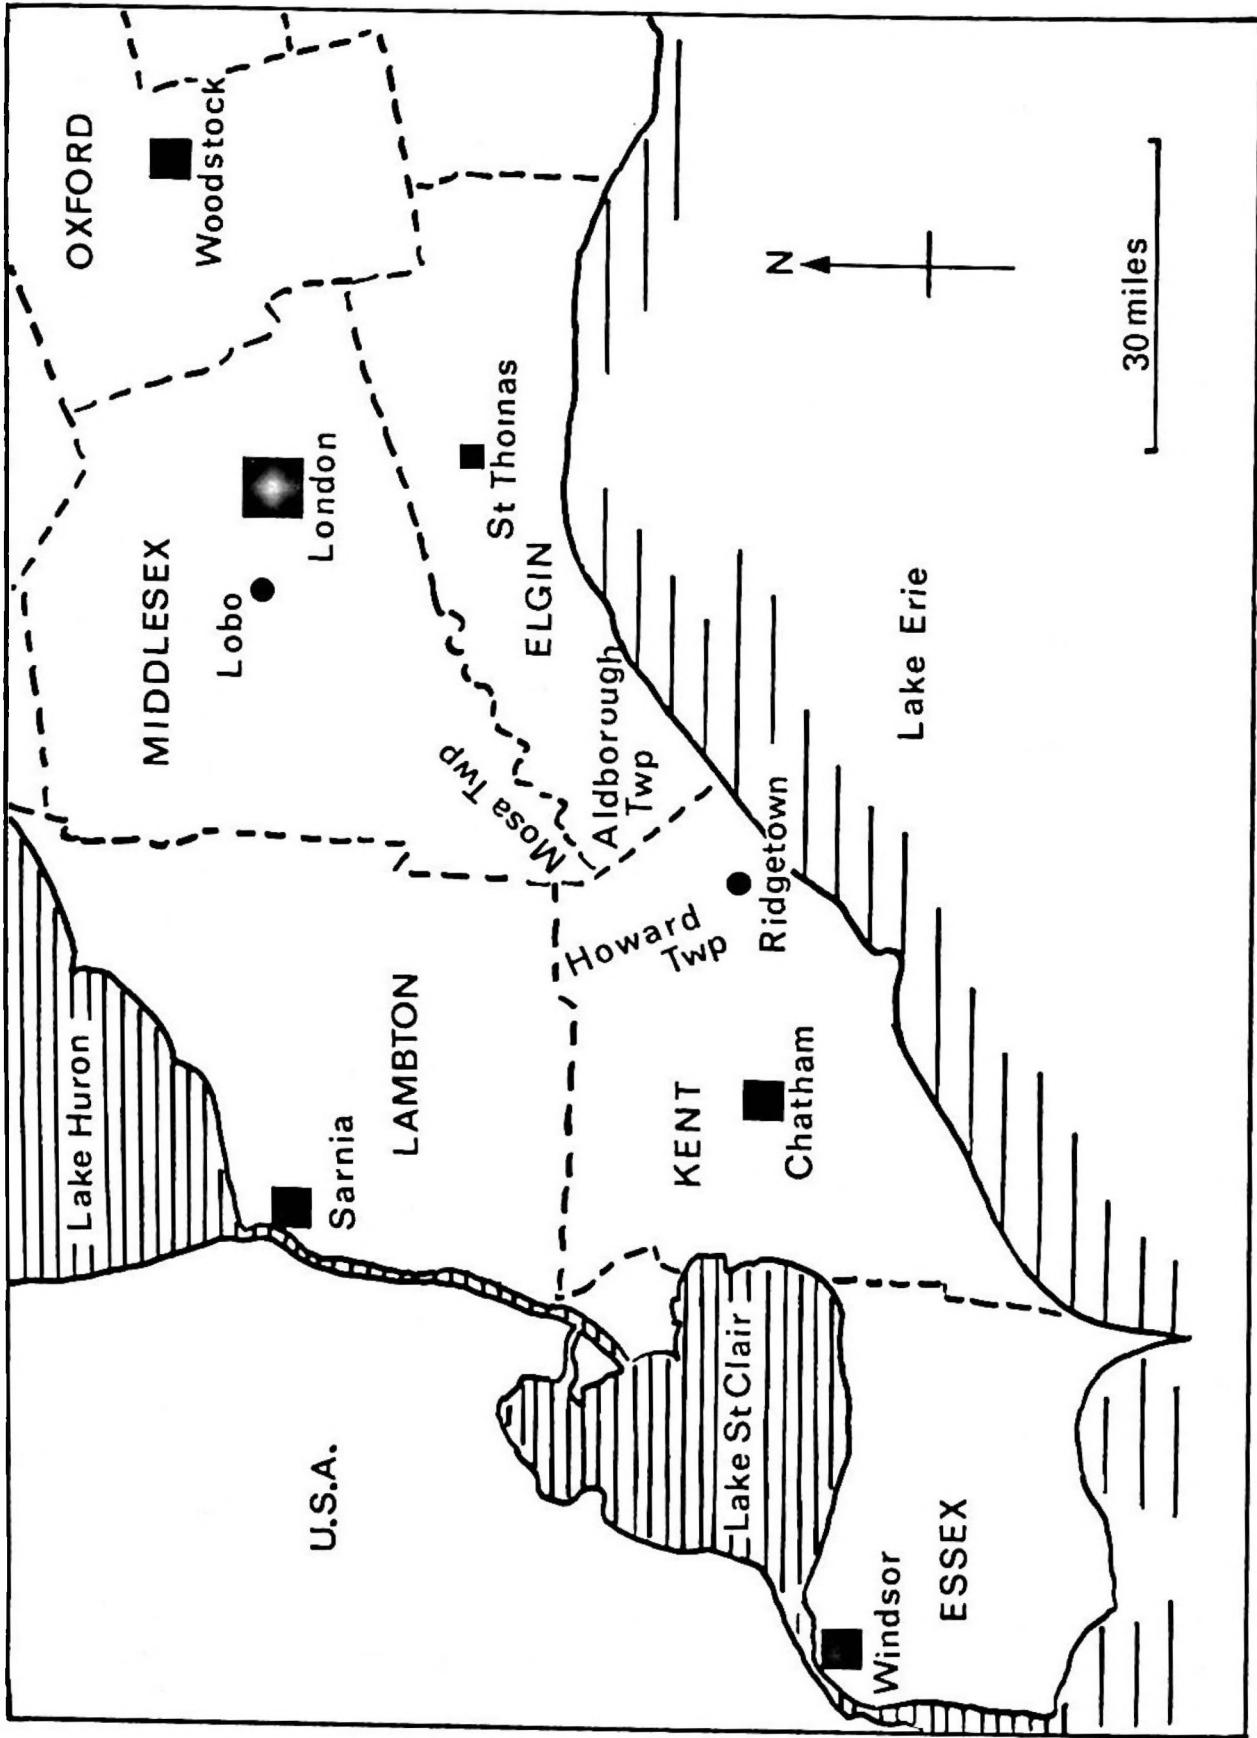 Lake Huron
OXFORD
Woodstock
MIDDLESEX
Lobo
London
U.S.A.
Sarnia
LAMBTON
St Thomas
ELGIN
Mosa Twp
Aldborough
Twp
Howard
Twp
Ridgetown
KENT
Chatham
Lake St Clair
Lake Erie
N
Windsor
ESSEX
30 miles